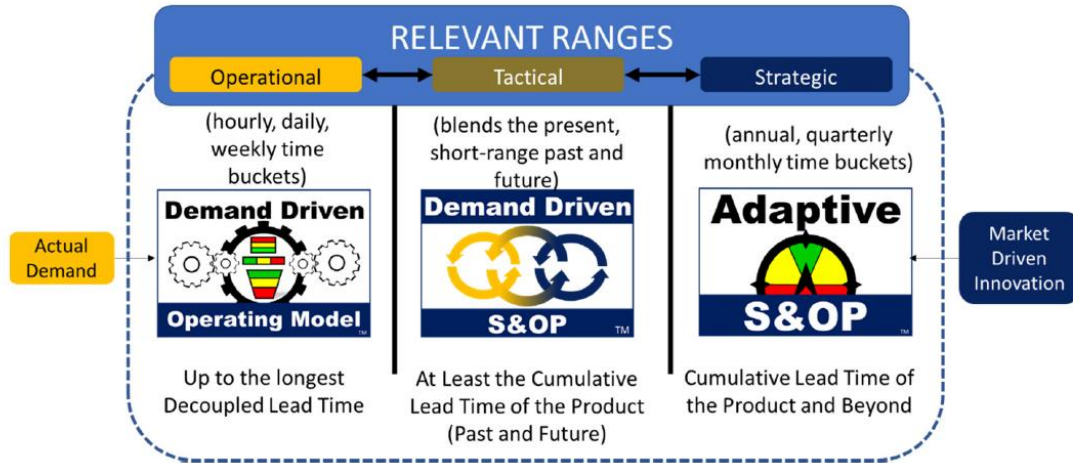 RELEVANT RANGES
Operational
Tactical
Strategic
(hourly, daily,
weekly time
buckets)
(blends the present,
short-range past and
future)
(annual, quarterly
monthly time buckets)
Actual
Demand
Demand Driven
Operating Model
TM
Demand Driven
S&OP
TM
Adaptive
S&OP
TM
Market
Driven
Innovation
Up to the longest
Decoupled Lead Time
At Least the Cumulative
Lead Time of the Product
(Past and Future)
Cumulative Lead Time of
the Product and Beyond